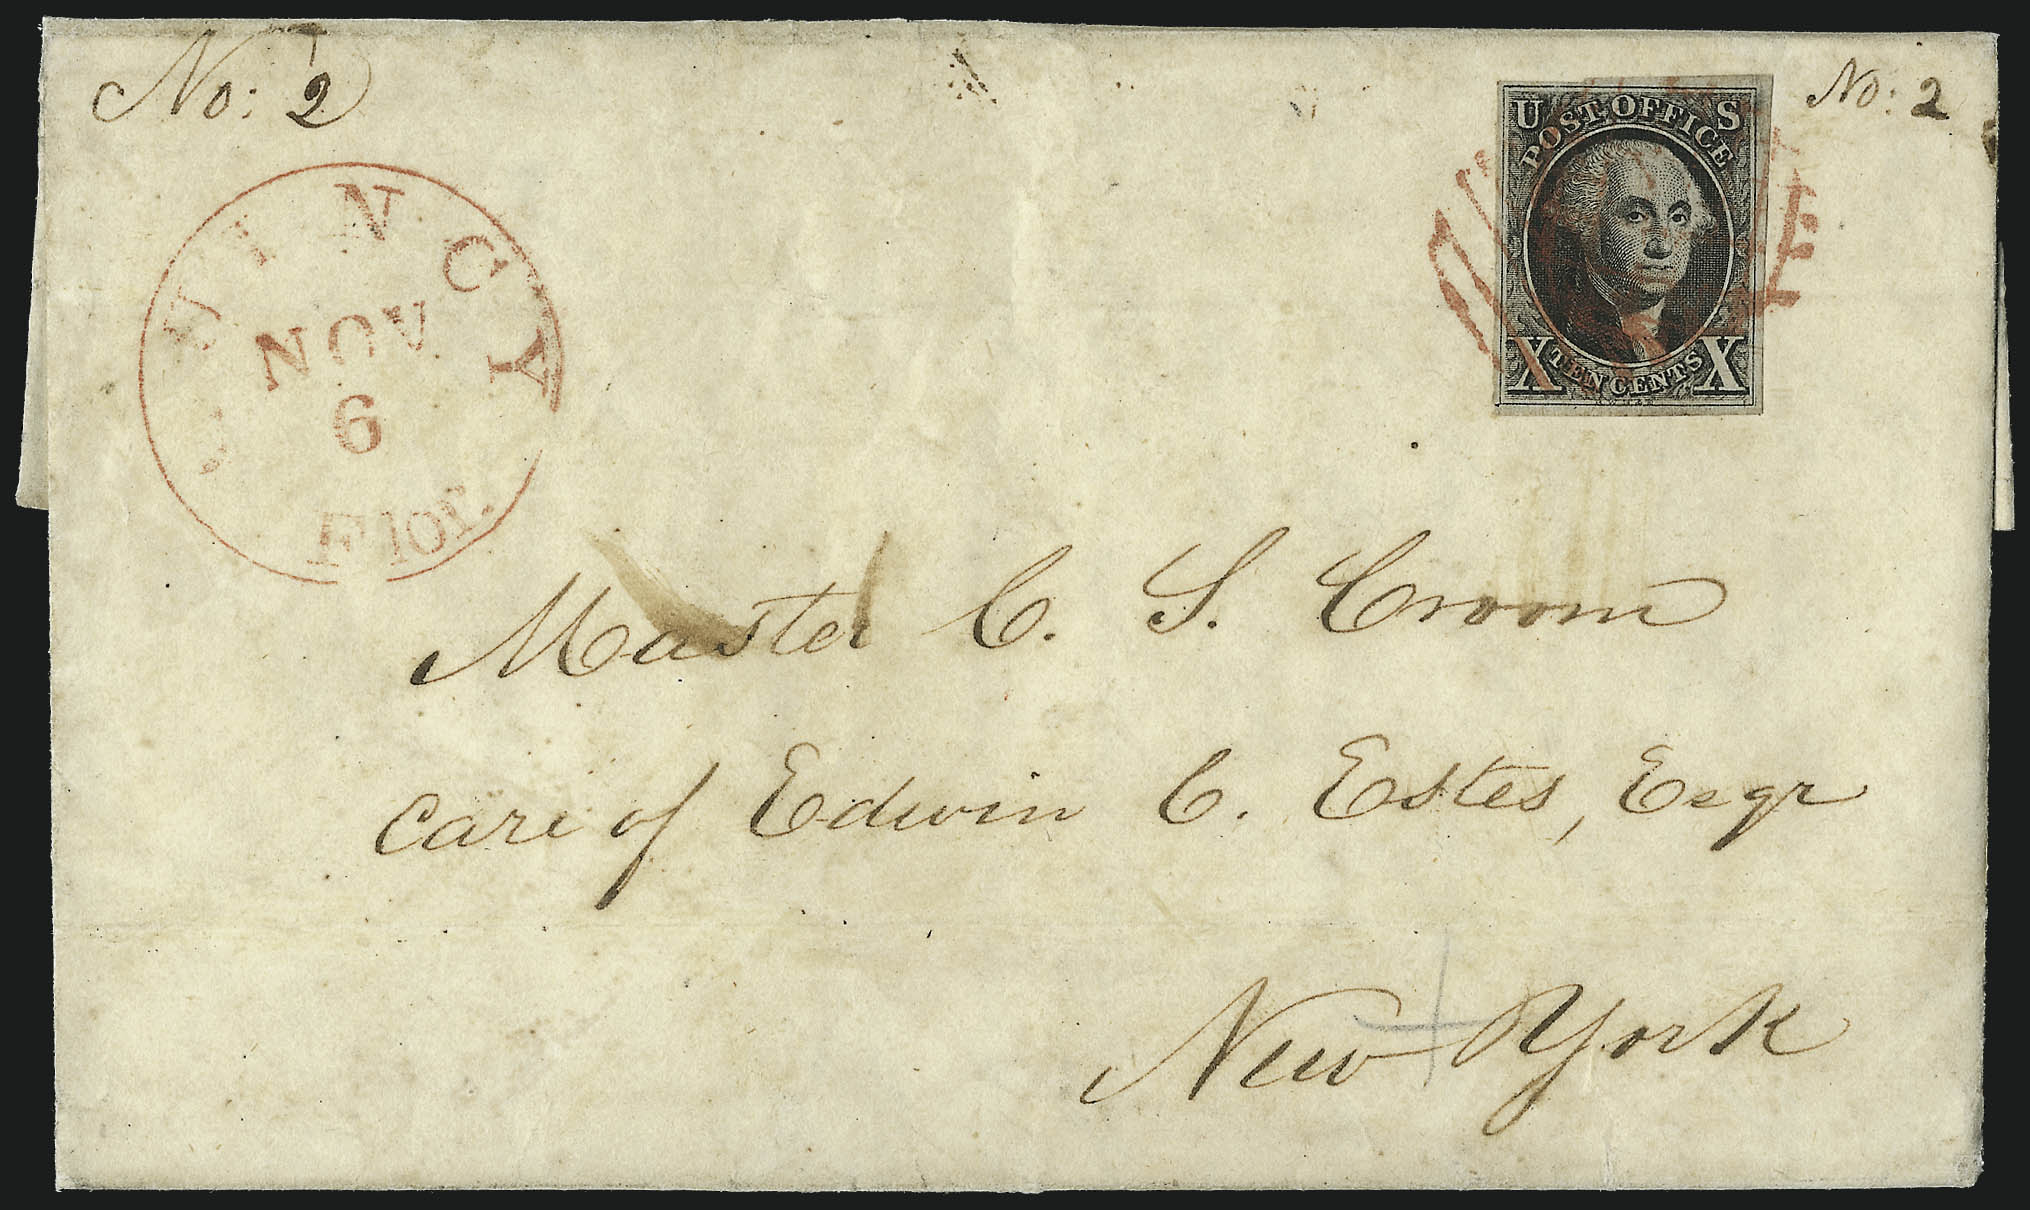 No: 2
No: 2
U S
POST OFFICE
X TEN CENTS X
QUINCY
NOV
6
Flor.
Master C. S. Croom
care of Edwin C. Estes, Esqr
New York